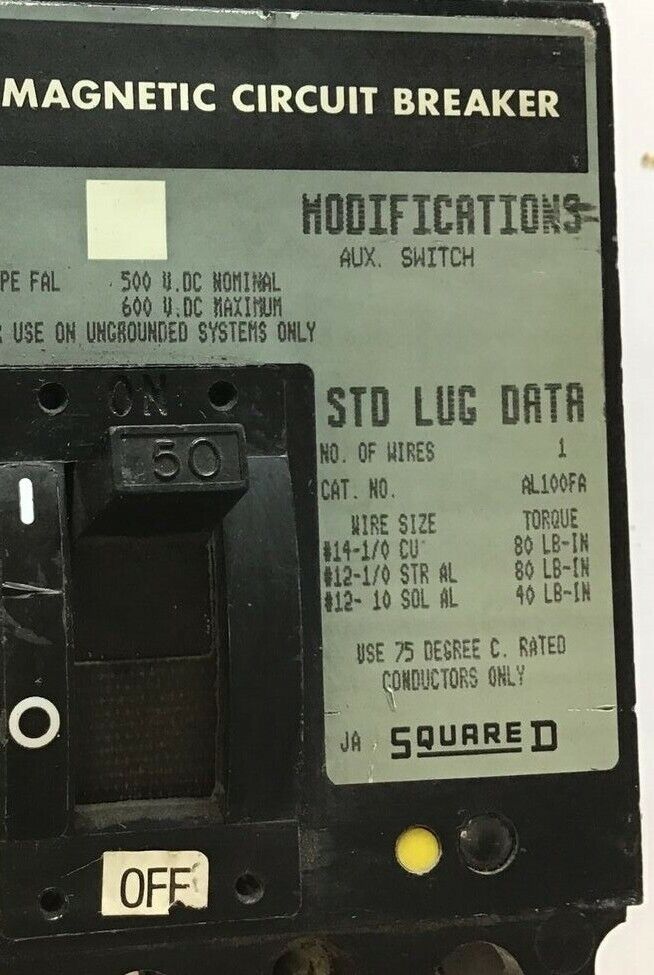 MAGNETIC CIRCUIT BREAKER
MODIFICATIONS
AUX. SWITCH
PE FAL 500 V.DC NOMINAL
600 V.DC MAXIMUM
R USE ON UNGROUNDED SYSTEMS ONLY
ON
50
STD LUG DATA
NO. OF WIRES 1
CAT. NO. AL100FA
WIRE SIZE TORQUE
#14-1/0 CU 80 LB-IN
#12-1/0 STR AL 80 LB-IN
#12- 10 SOL AL 40 LB-IN
USE 75 DEGREE C. RATED
CONDUCTORS ONLY
JA SQUARE D
I
O
OFF